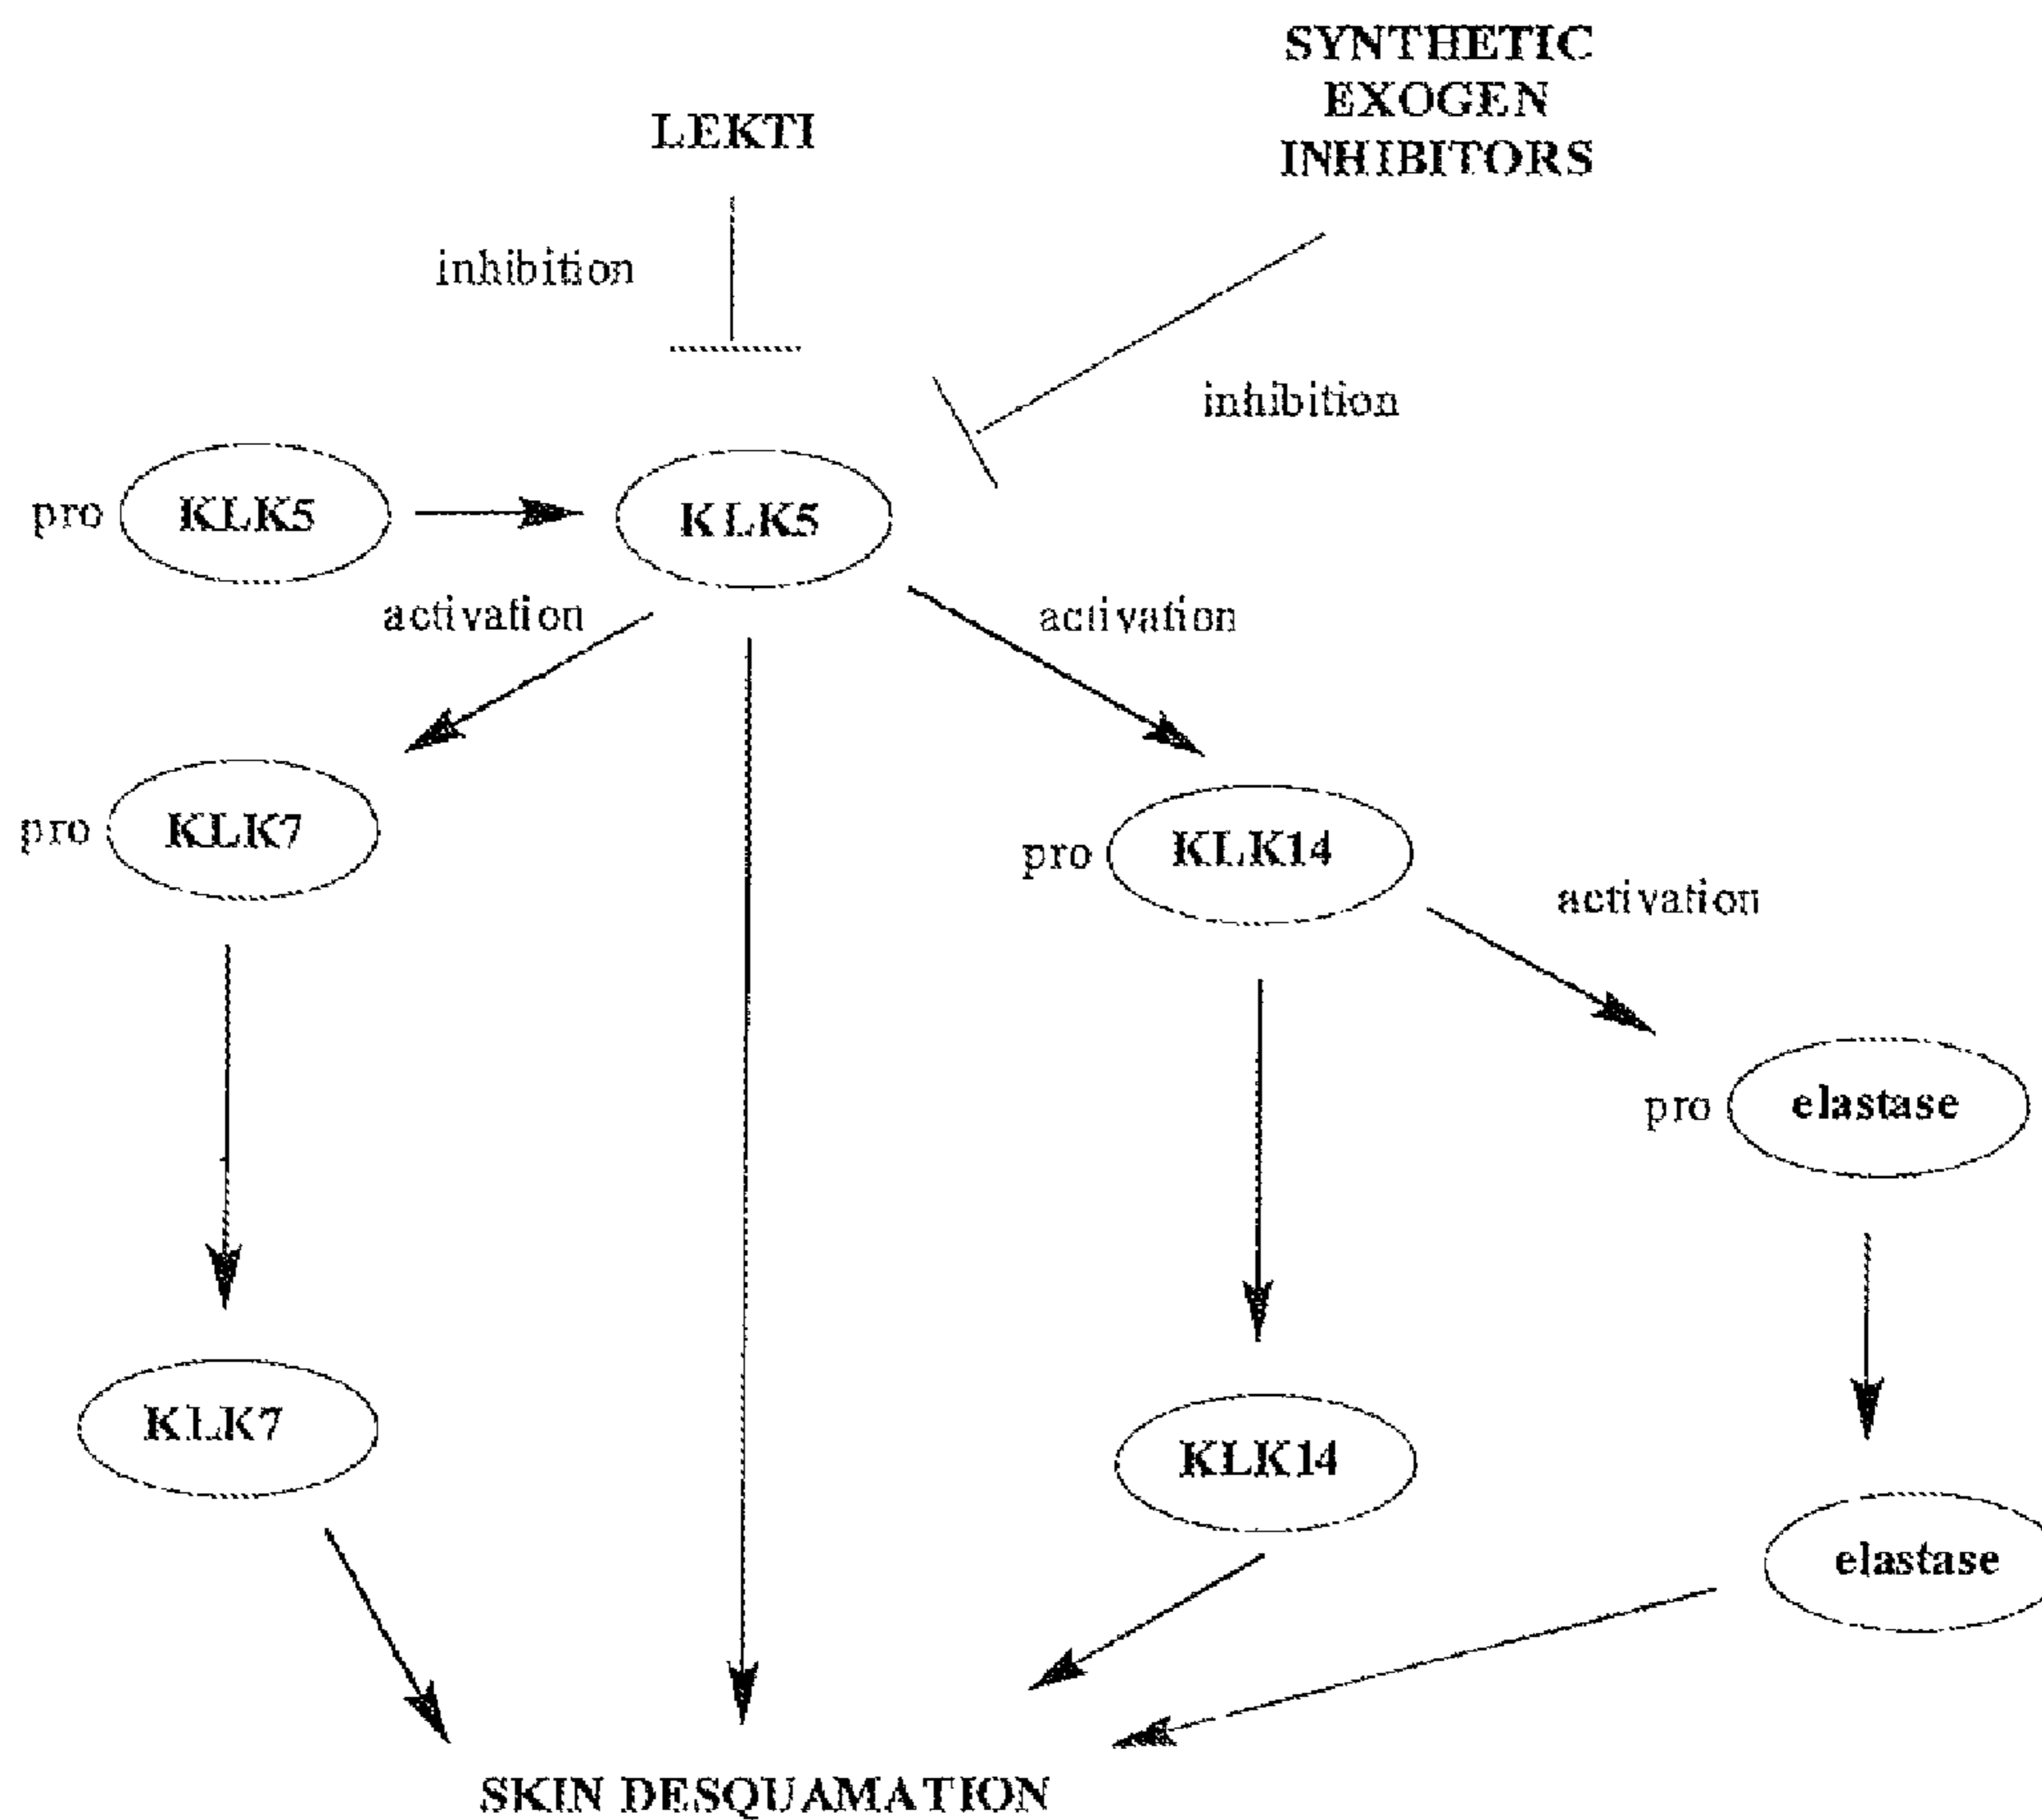 SYNTHETIC
EXOGEN
INHIBITORS
LEKTI
inhibition
inhibition
pro KLK5
KLK5
activation
activation
pro KLK7
pro KLK14
activation
pro elastase
KLK7
KLK14
elastase
SKIN DESQUAMATION